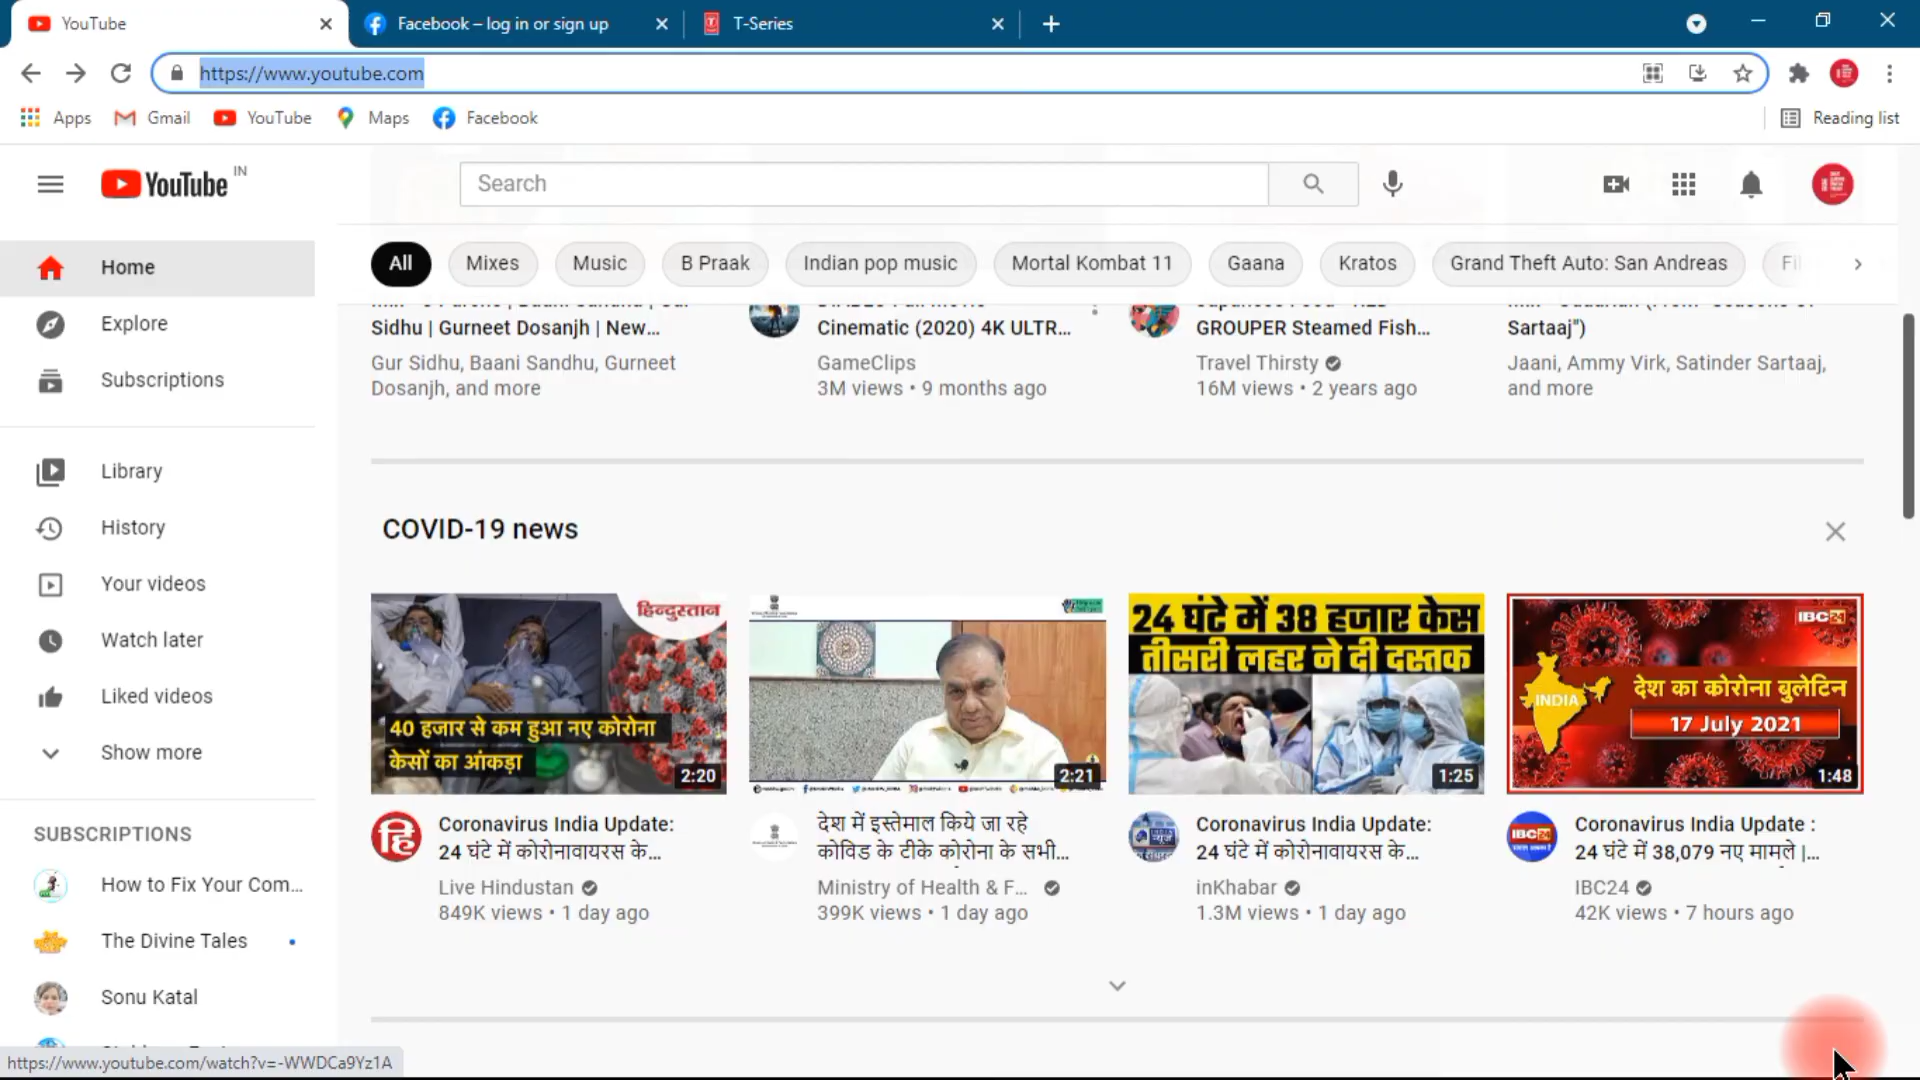 YouTube
Facebook – log in or sign up
T-Series
https://www.youtube.com
Apps
Gmail
YouTube
Maps
Facebook
Reading list
YouTube IN
Search
Home
Explore
Subscriptions
Library
History
Your videos
Watch later
Liked videos
Show more
SUBSCRIPTIONS
How to Fix Your Com...
The Divine Tales
Sonu Katal
All
Mixes
Music
B Praak
Indian pop music
Mortal Kombat 11
Gaana
Kratos
Grand Theft Auto: San Andreas
Sidhu | Gurneet Dosanjh | New...
Gur Sidhu, Baani Sandhu, Gurneet
Dosanjh, and more
Cinematic (2020) 4K ULTR...
GameClips
3M views • 9 months ago
GROUPER Steamed Fish...
Travel Thirsty
16M views • 2 years ago
Sartaaj")
Jaani, Ammy Virk, Satinder Sartaaj,
and more
COVID-19 news
हिन्दुस्तान
40 हजार से कम हुआ नए कोरोना
केसों का आंकड़ा
2:20
Coronavirus India Update:
24 घंटे में कोरोनावायरस के...
Live Hindustan
849K views • 1 day ago
2:21
देश में इस्तेमाल किये जा रहे
कोविड के टीके कोरोना के सभी...
Ministry of Health & F...
399K views • 1 day ago
24 घंटे में 38 हजार केस
तीसरी लहर ने दी दस्तक
1:25
Coronavirus India Update:
24 घंटे में कोरोनावायरस के...
inKhabar
1.3M views • 1 day ago
IBC24
INDIA
देश का कोरोना बुलेटिन
17 July 2021
1:48
IBC24
Coronavirus India Update :
24 घंटे में 38,079 नए मामले |...
IBC24
42K views • 7 hours ago
https://www.youtube.com/watch?v=-WWDCa9Yz1A